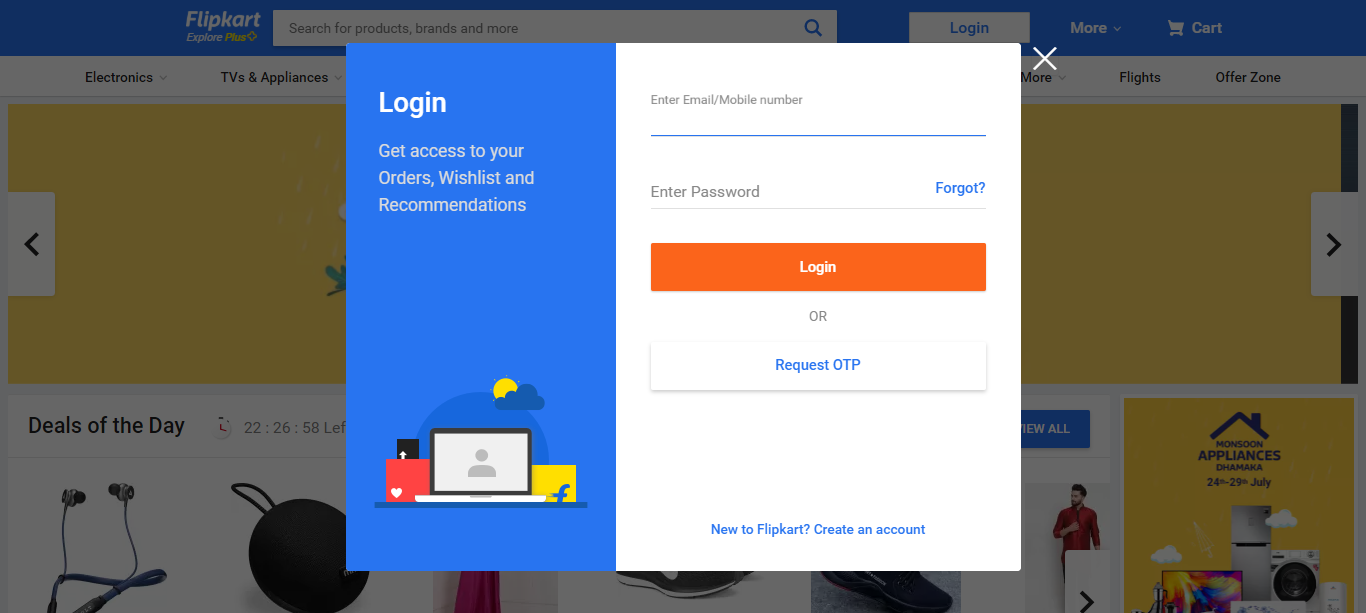 Flipkart
Explore Plus
Search for products, brands and more
Login
More
Cart
Electronics
TVs & Appliances
More
Flights
Offer Zone
Login
Get access to your
Orders, Wishlist and
Recommendations
Enter Email/Mobile number
Enter Password
Forgot?
Login
OR
Request OTP
New to Flipkart? Create an account
Deals of the Day
22 : 26 : 58 Lef
VIEW ALL
MONSOON
APPLIANCES
DHAMAKA
24th-29th July